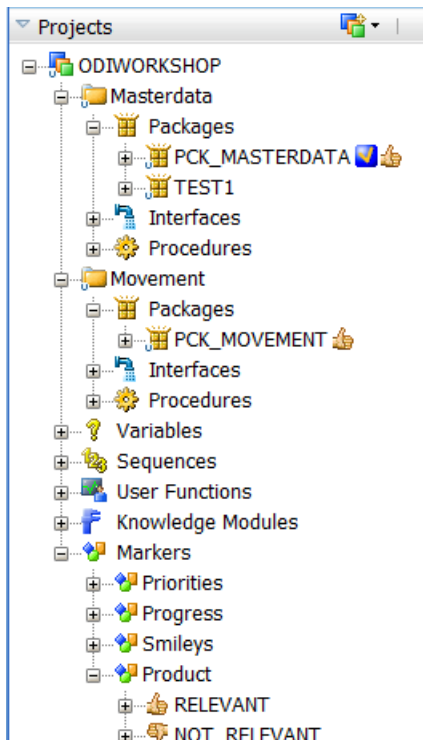 Projects
ODIWORKSHOP
Masterdata
Packages
PCK_MASTERDATA
TEST1
Interfaces
Procedures
Movement
Packages
PCK_MOVEMENT
Interfaces
Procedures
Variables
Sequences
User Functions
Knowledge Modules
Markers
Priorities
Progress
Smileys
Product
RELEVANT
NOT_RELEVANT